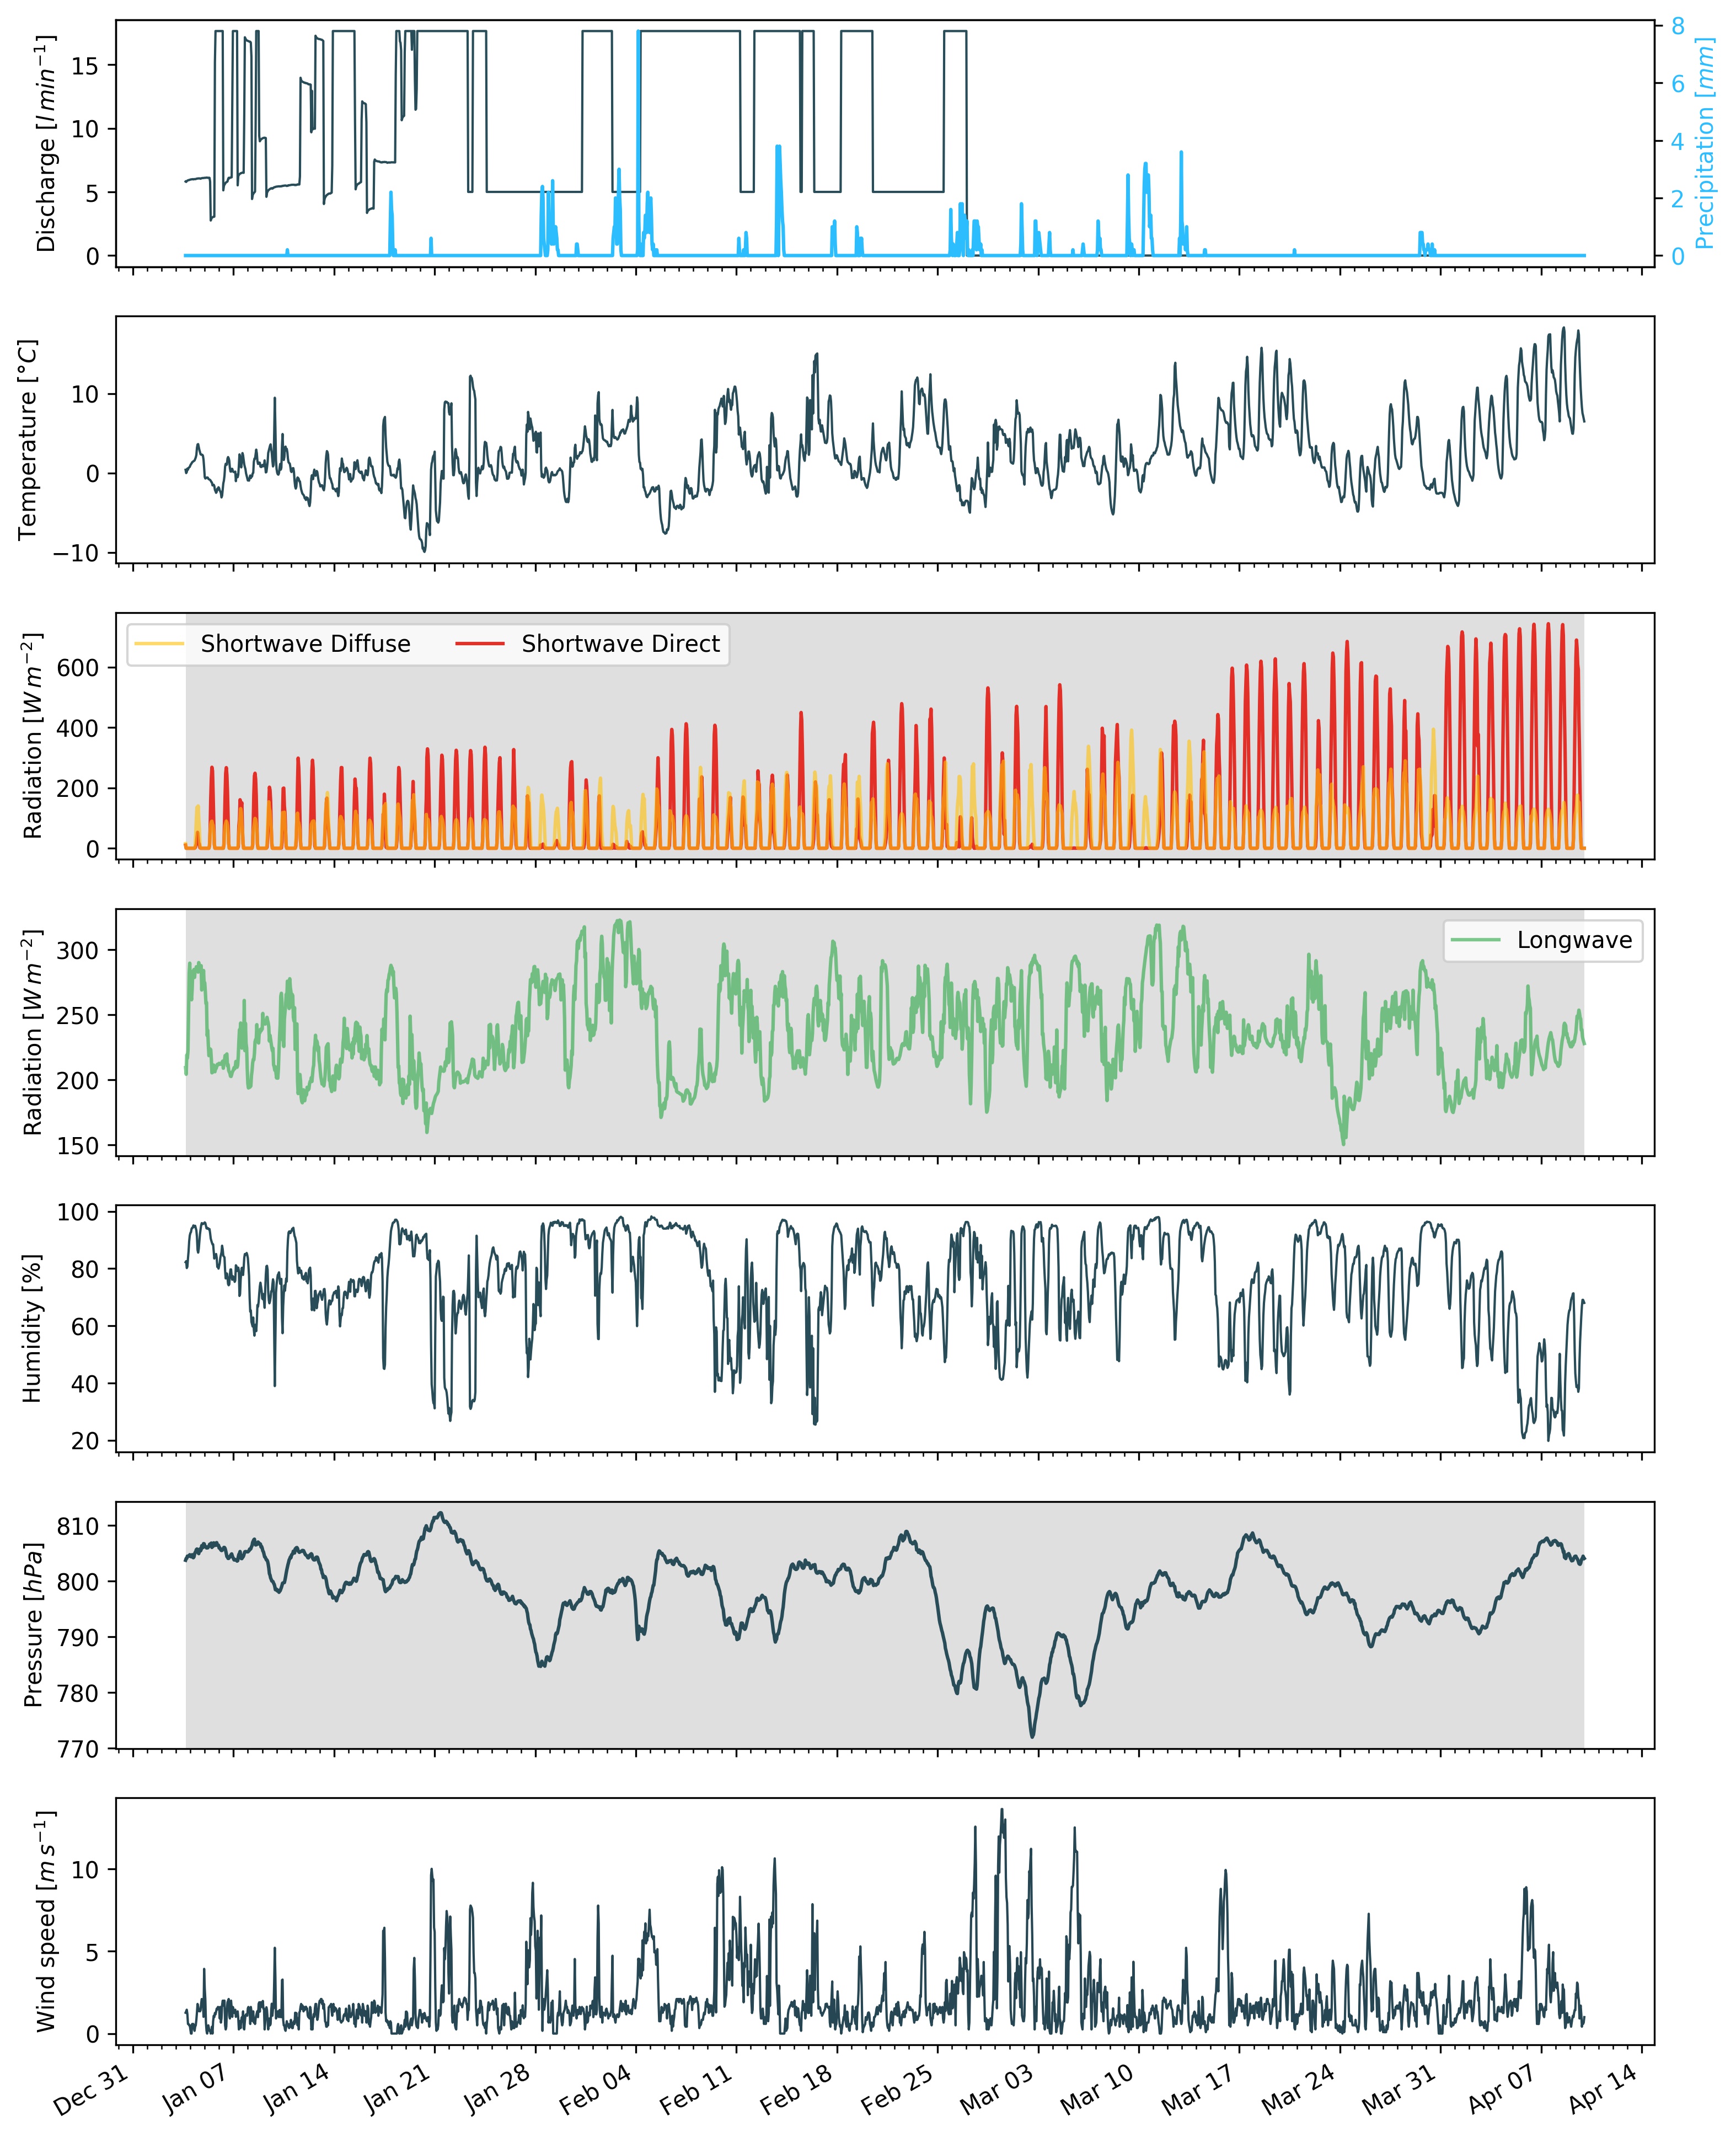 Discharge [l min⁻¹]
15
10
5
0
8
6
4
2
0
Precipitation [mm]
Temperature [°C]
10
0
−10
Radiation [W m⁻²]
600
400
200
0
Shortwave Diffuse
Shortwave Direct
Radiation [W m⁻²]
300
250
200
150
Longwave
Humidity [%]
100
80
60
40
20
Pressure [hPa]
810
800
790
780
770
Wind speed [m s⁻¹]
10
5
0
Dec 31
Jan 07
Jan 14
Jan 21
Jan 28
Feb 04
Feb 11
Feb 18
Feb 25
Mar 03
Mar 10
Mar 17
Mar 24
Mar 31
Apr 07
Apr 14